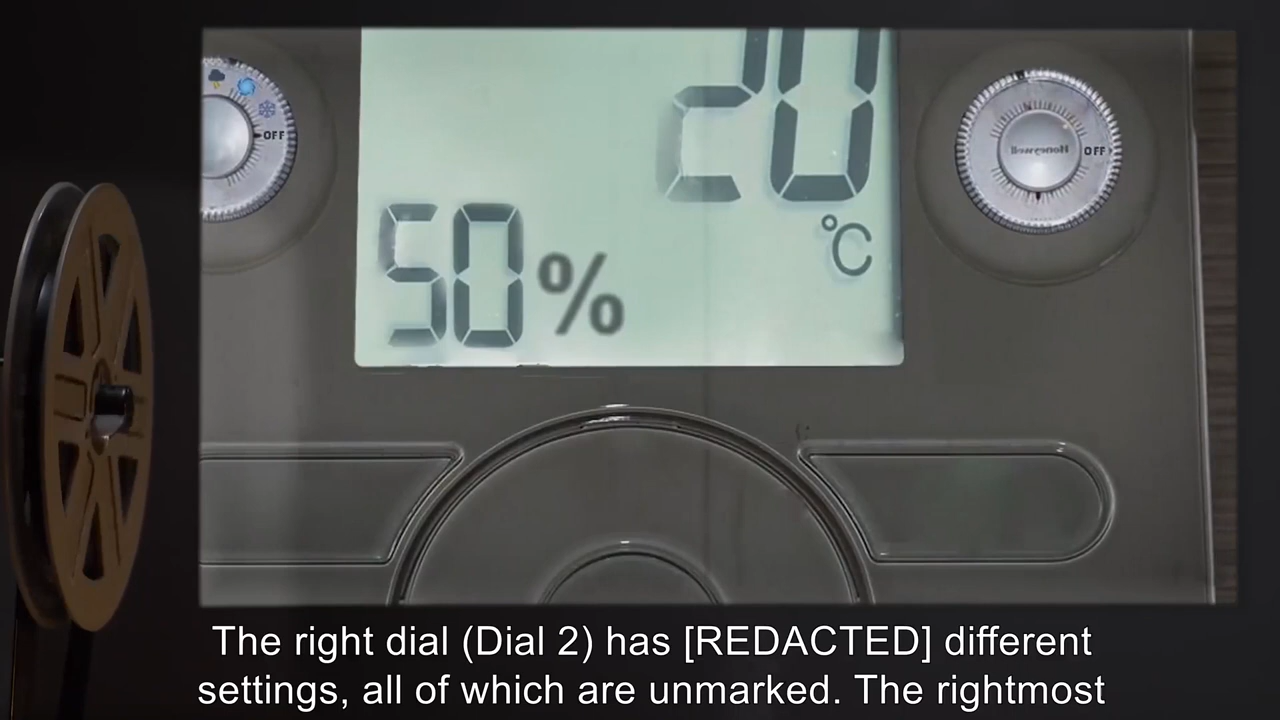 20
°C
50%
OFF
Honeywell
OFF
The right dial (Dial 2) has [REDACTED] different
settings, all of which are unmarked. The rightmost